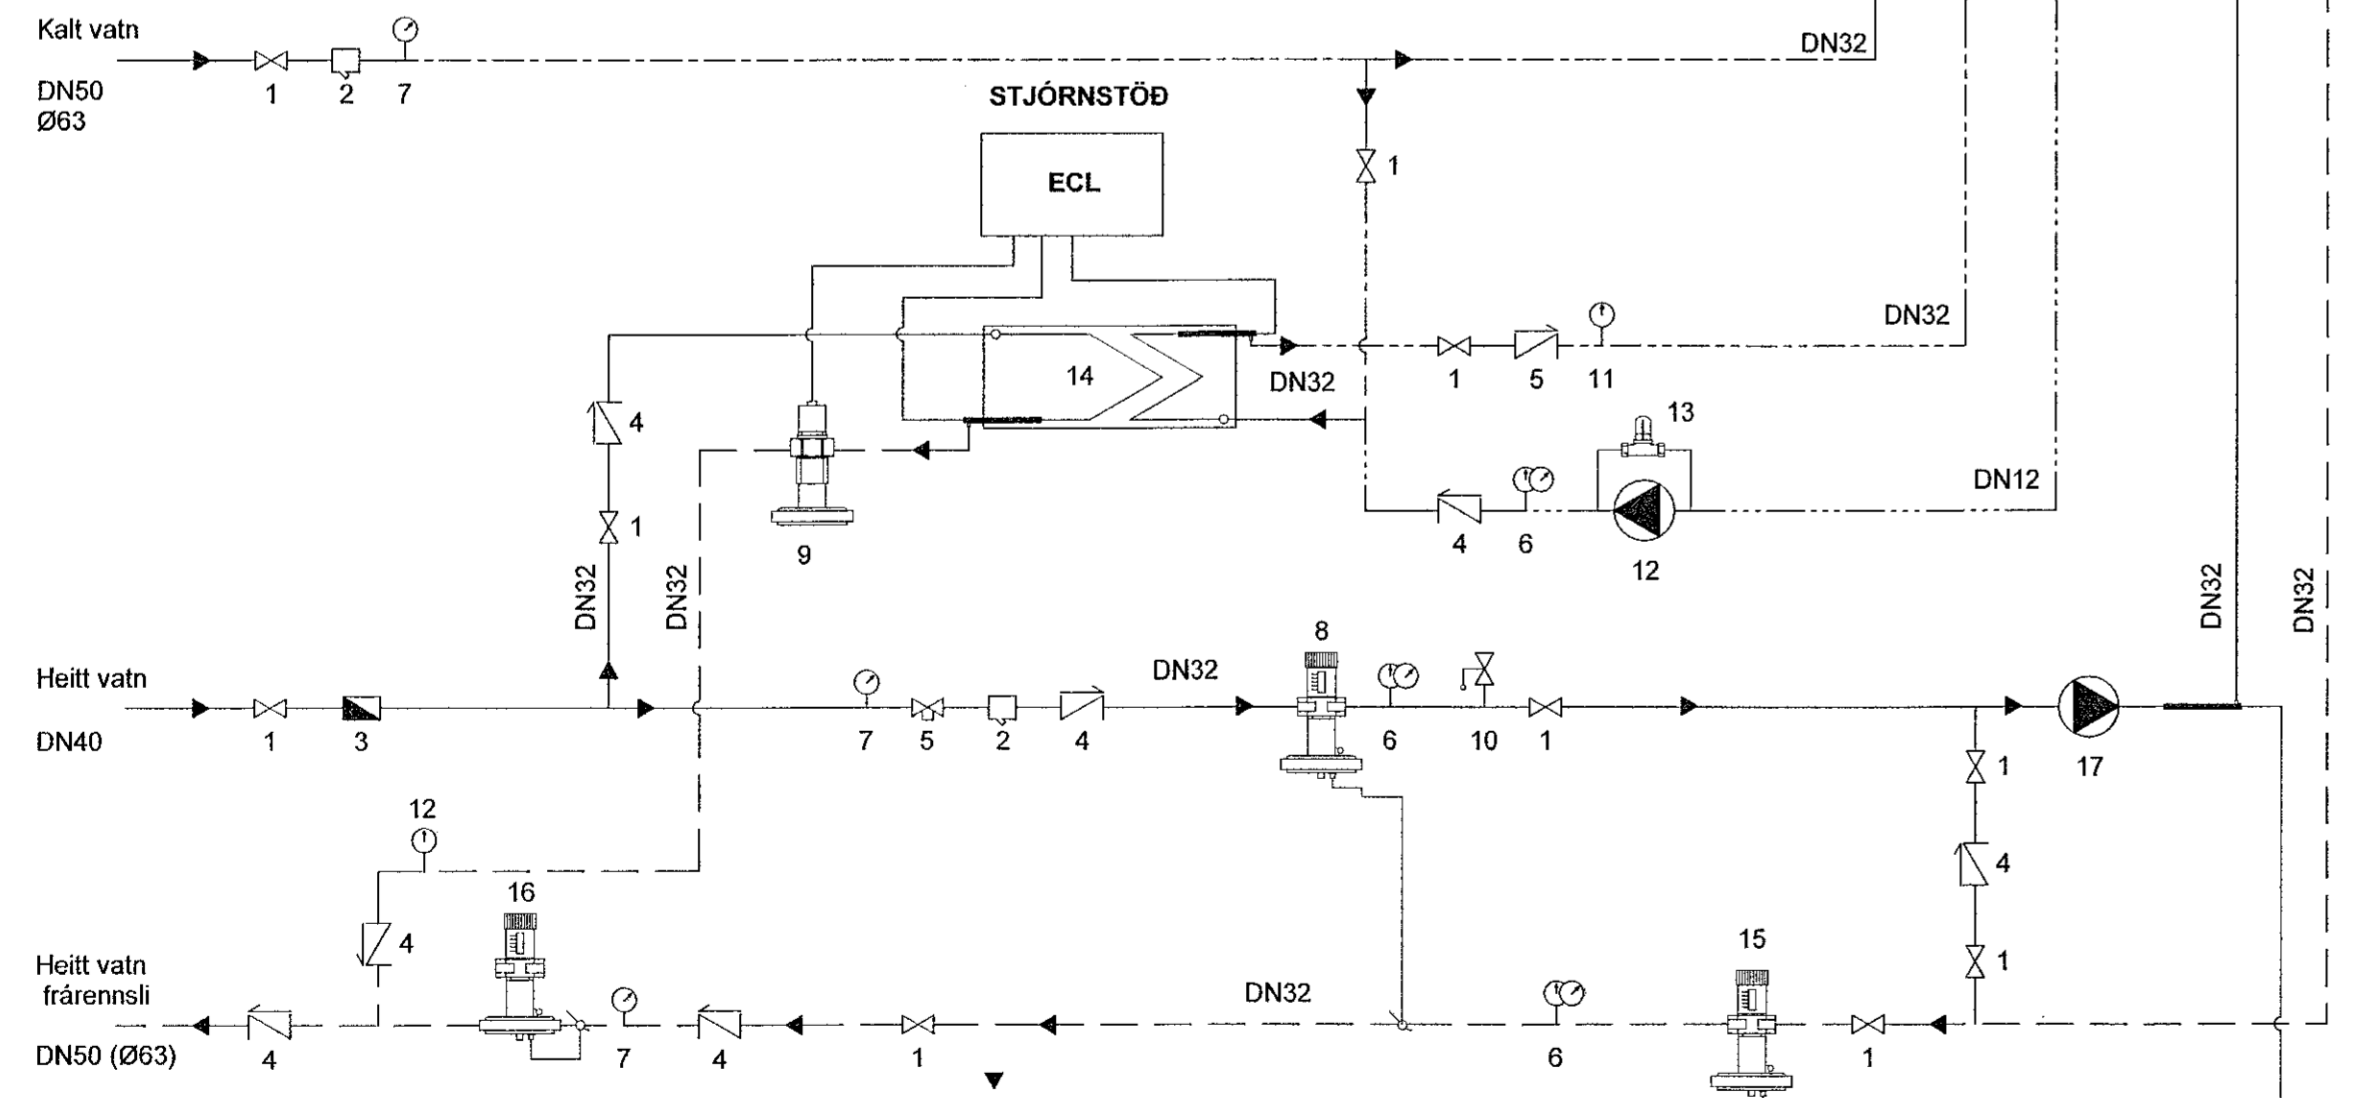 Kalt vatn
DN50
Ø63
1
2
7
DN32
STJÓRNSTÖÐ
ECL
1
14
DN32
1
5
11
DN32
13
4
1
9
4
6
12
DN12
DN32
DN32
DN32
DN32
Heitt vatn
DN40
1
3
7
5
2
4
DN32
8
6
10
1
17
1
4
1
12
4
16
15
Heitt vatn
frárennsli
DN50 (Ø63)
4
7
4
1
DN32
6
1